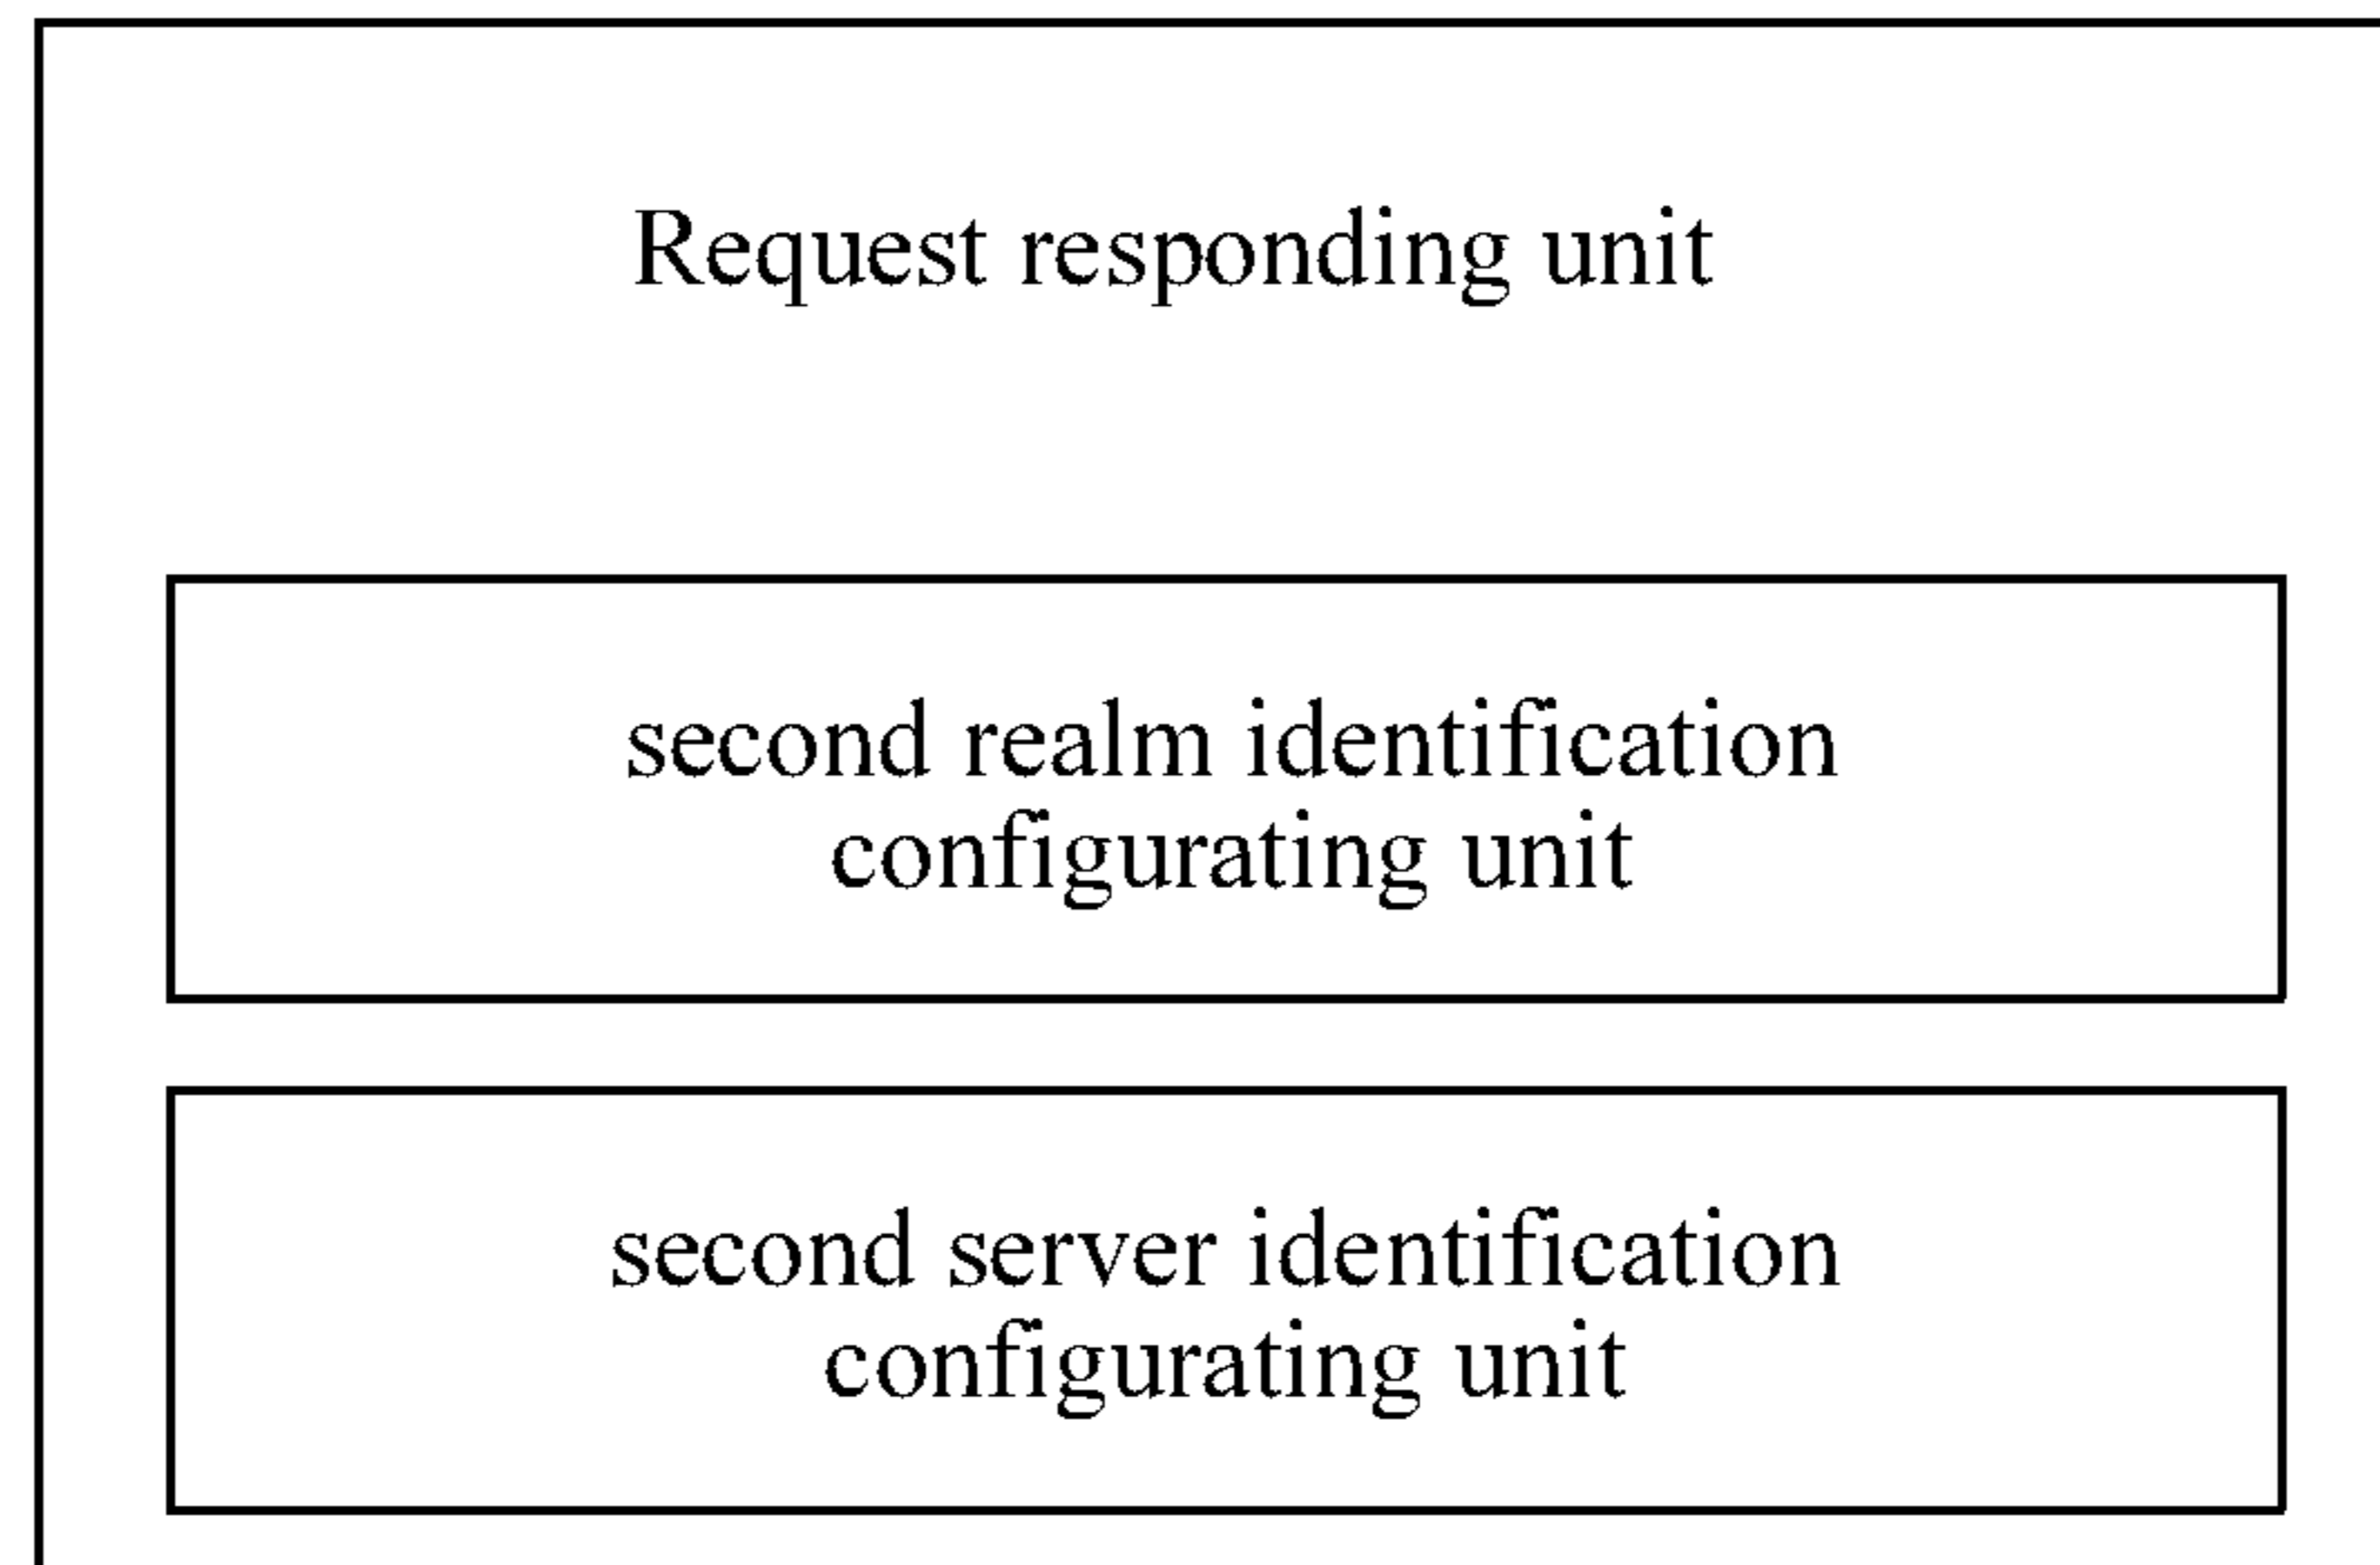 Request responding unit
second realm identification
configurating unit
second server identification
configurating unit